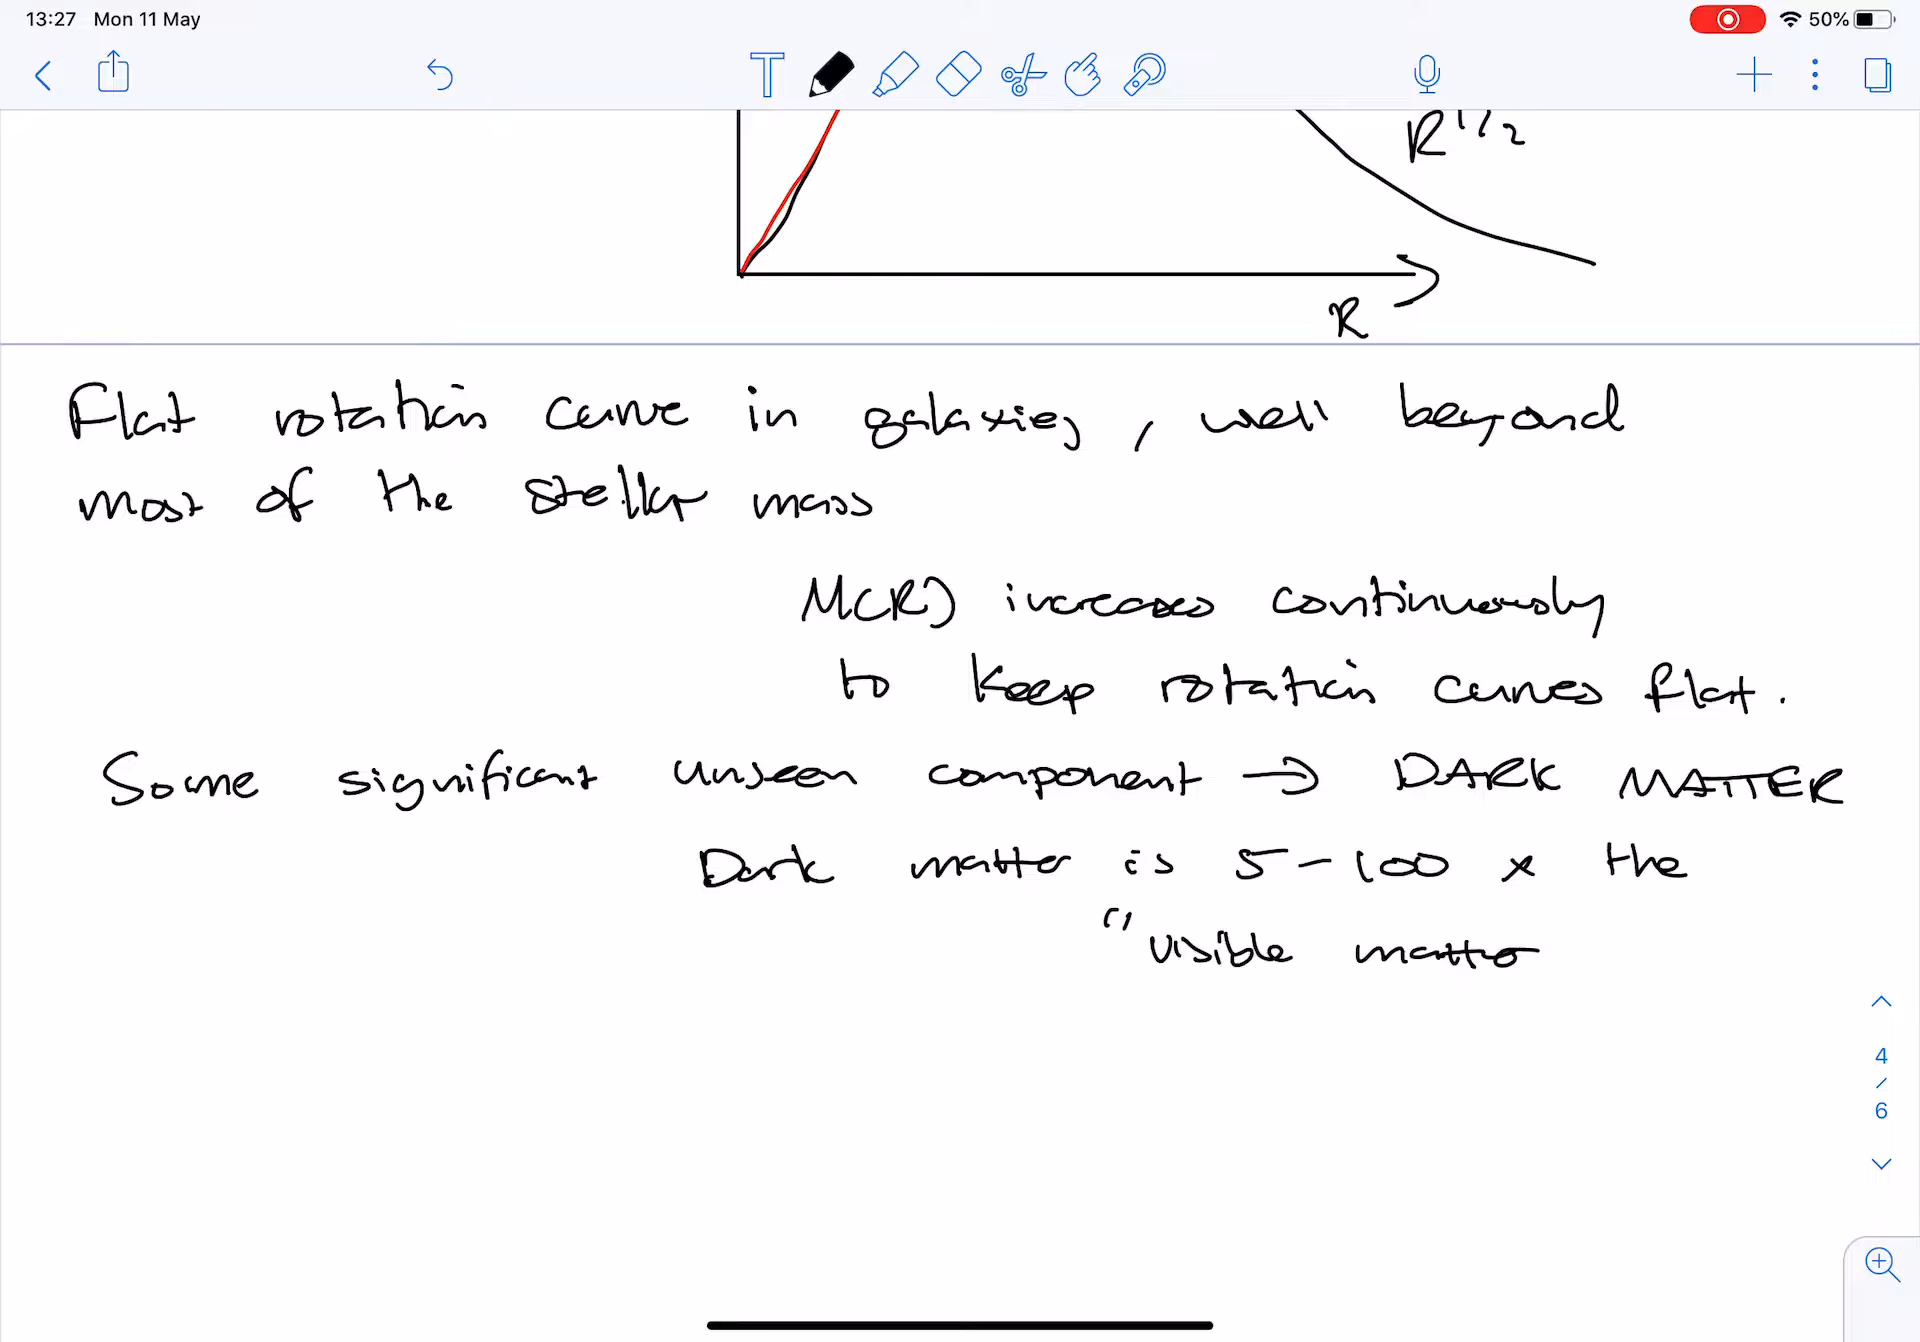 13:27 Mon 11 May 50%
T
R^1/2
R
Flat rotation curve in galaxies, well beyond
most of the stellar mass
M(R) increases continuously
to keep rotation curves flat.
Some significant unseen component → DARK MATTER
Dark matter is 5-100 x the
" visible matter
4
/
6